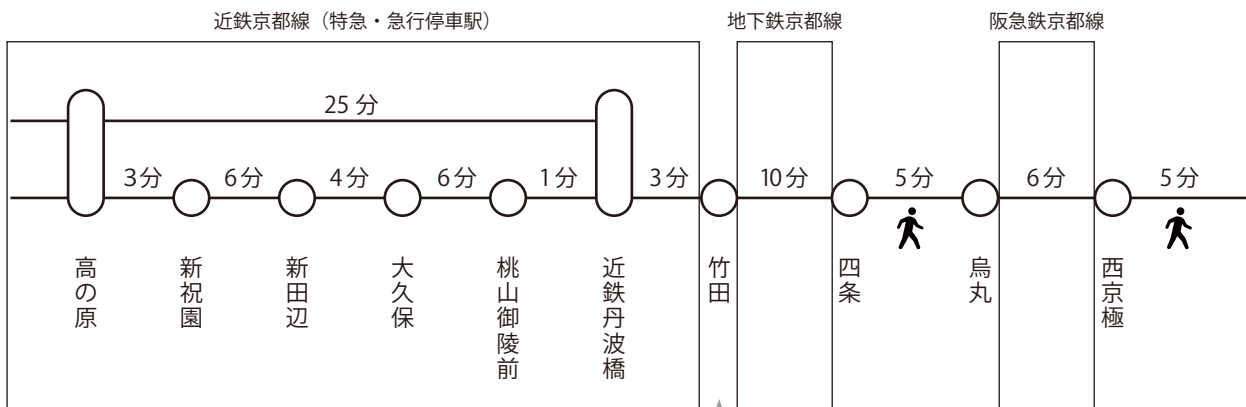 近鉄京都線（特急・急行停車駅）
地下鉄京都線
阪急鉄京都線
25 分
3分
6分
4分
6分
1分
3分
10分
5分
6分
5分
高の原
新祝園
新田辺
大久保
桃山御陵前
近鉄丹波橋
竹田
四条
烏丸
西京極